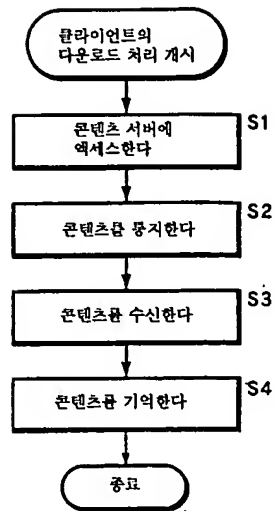 클라이언트의
다운로드 처리 개시
콘텐츠 서버에
엑세스한다
S1
콘텐츠를 통지한다
S2
콘텐츠를 수신한다
S3
콘텐츠를 기억한다
S4
종료